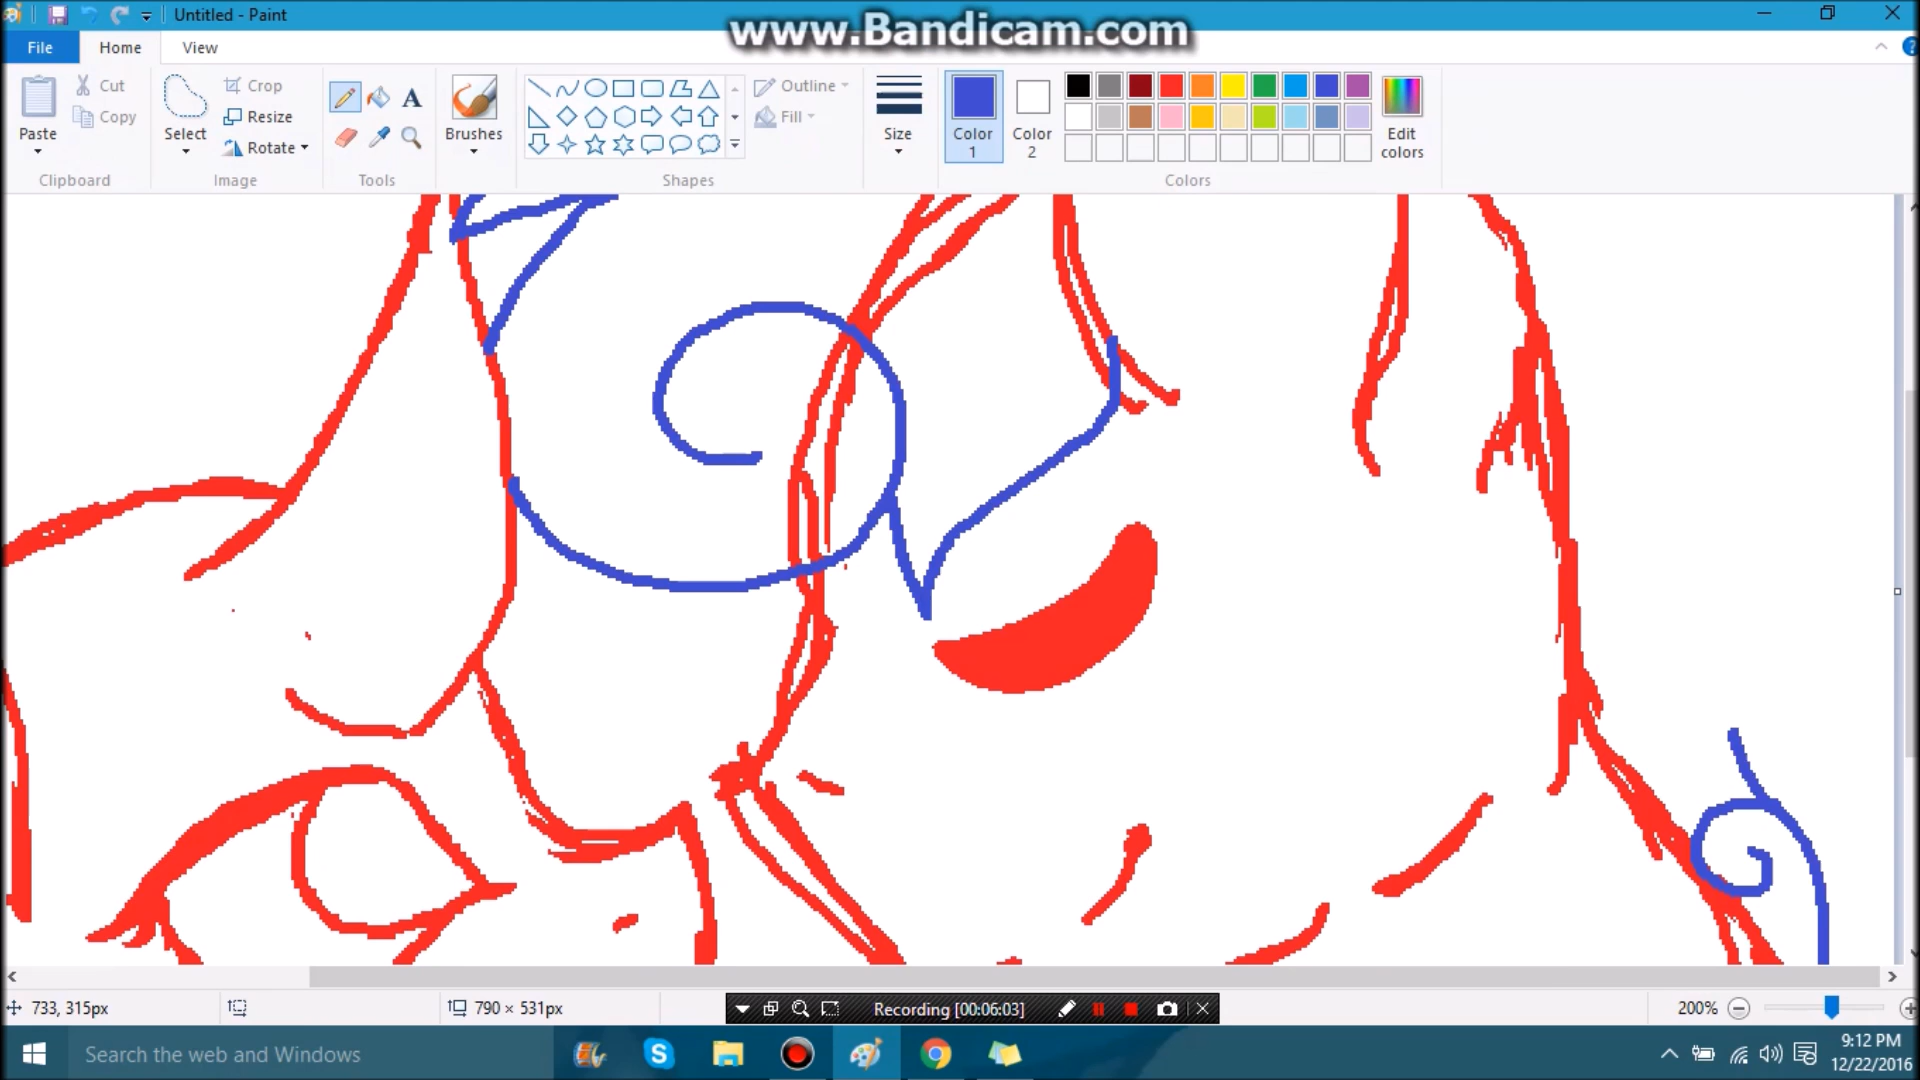 Untitled - Paint
www.Bandicam.com
File Home View
Paste
Cut
Copy
Clipboard
Select
Crop
Resize
Rotate
Image
A
Tools
Brushes
Shapes
Outline
Fill
Size
Color 1
Color 2
Edit colors
Colors
733, 315px
790 × 531px
Recording [00:06:03]
200%
Search the web and Windows
9:12 PM
12/22/2016